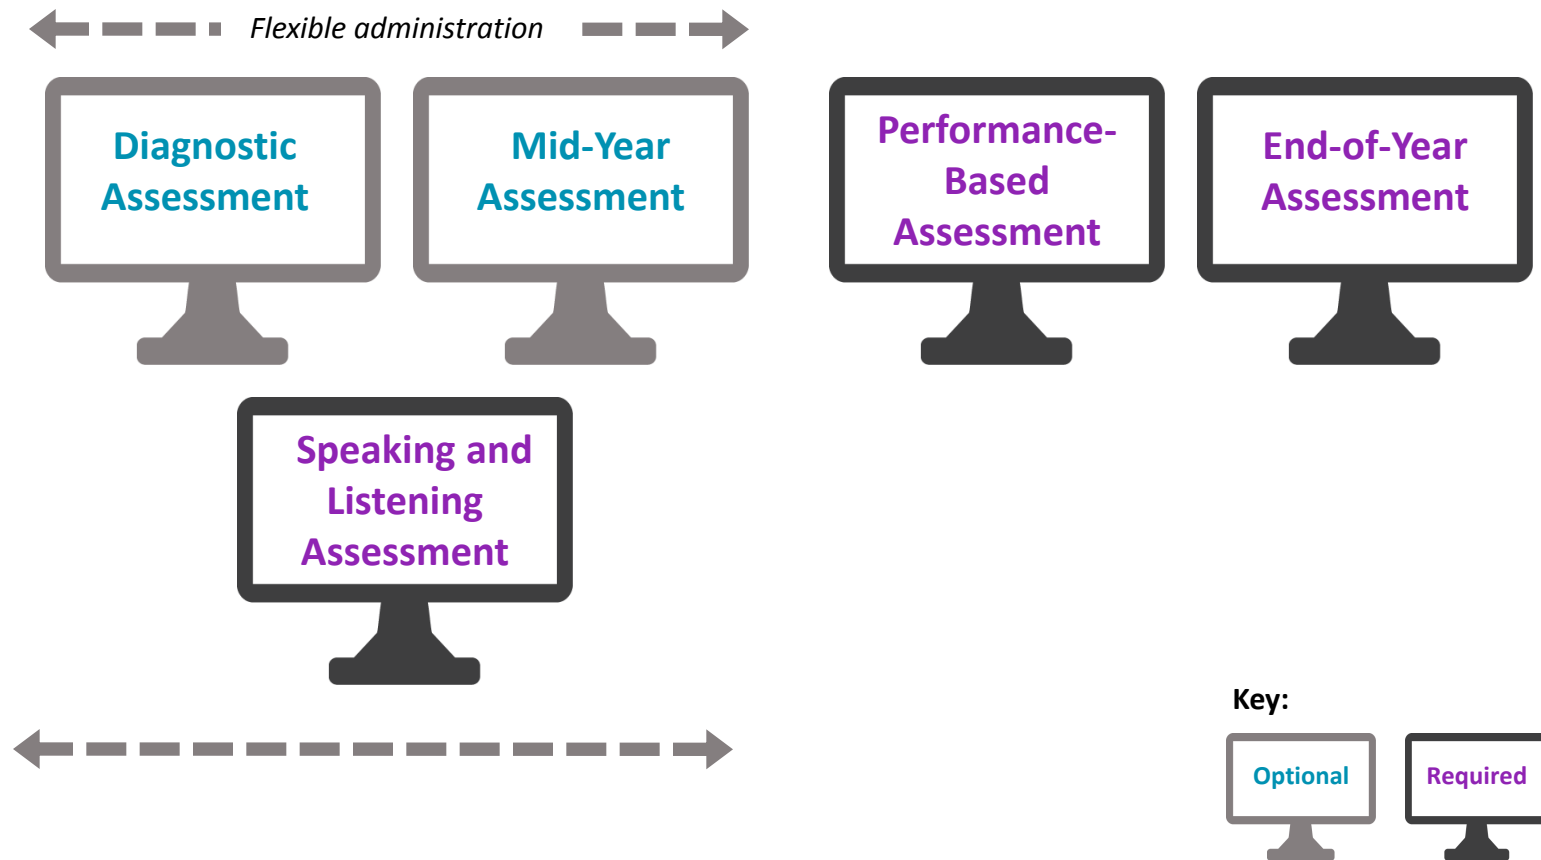 Flexible administration
Diagnostic
Assessment
Mid-Year
Assessment
Performance-
Based
Assessment
End-of-Year
Assessment
Speaking and
Listening
Assessment
Key:
Optional
Required